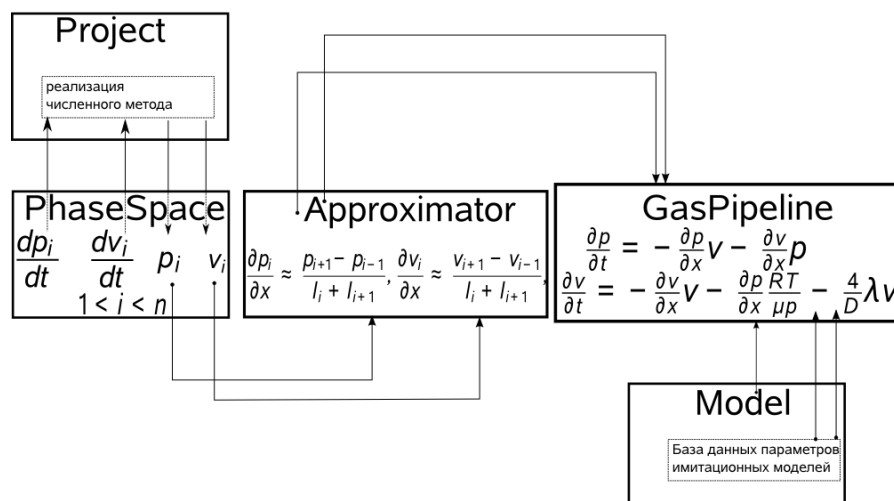 Project
реализация
численного метода
PhaseSpace
dp_i/dt dv_i/dt p_i v_i
1 < i < n
Approximator
∂p_i/∂x ≈ (p_{i+1} − p_{i−1})/(l_i + l_{i+1}), ∂v_i/∂x ≈ (v_{i+1} − v_{i−1})/(l_i + l_{i+1}),
GasPipeline
∂p/∂t = − ∂p/∂x v − ∂v/∂x p
∂v/∂t = − ∂v/∂x v − ∂p/∂x RT/μp − 4/D λv
Model
База данных параметров
имитационных моделей